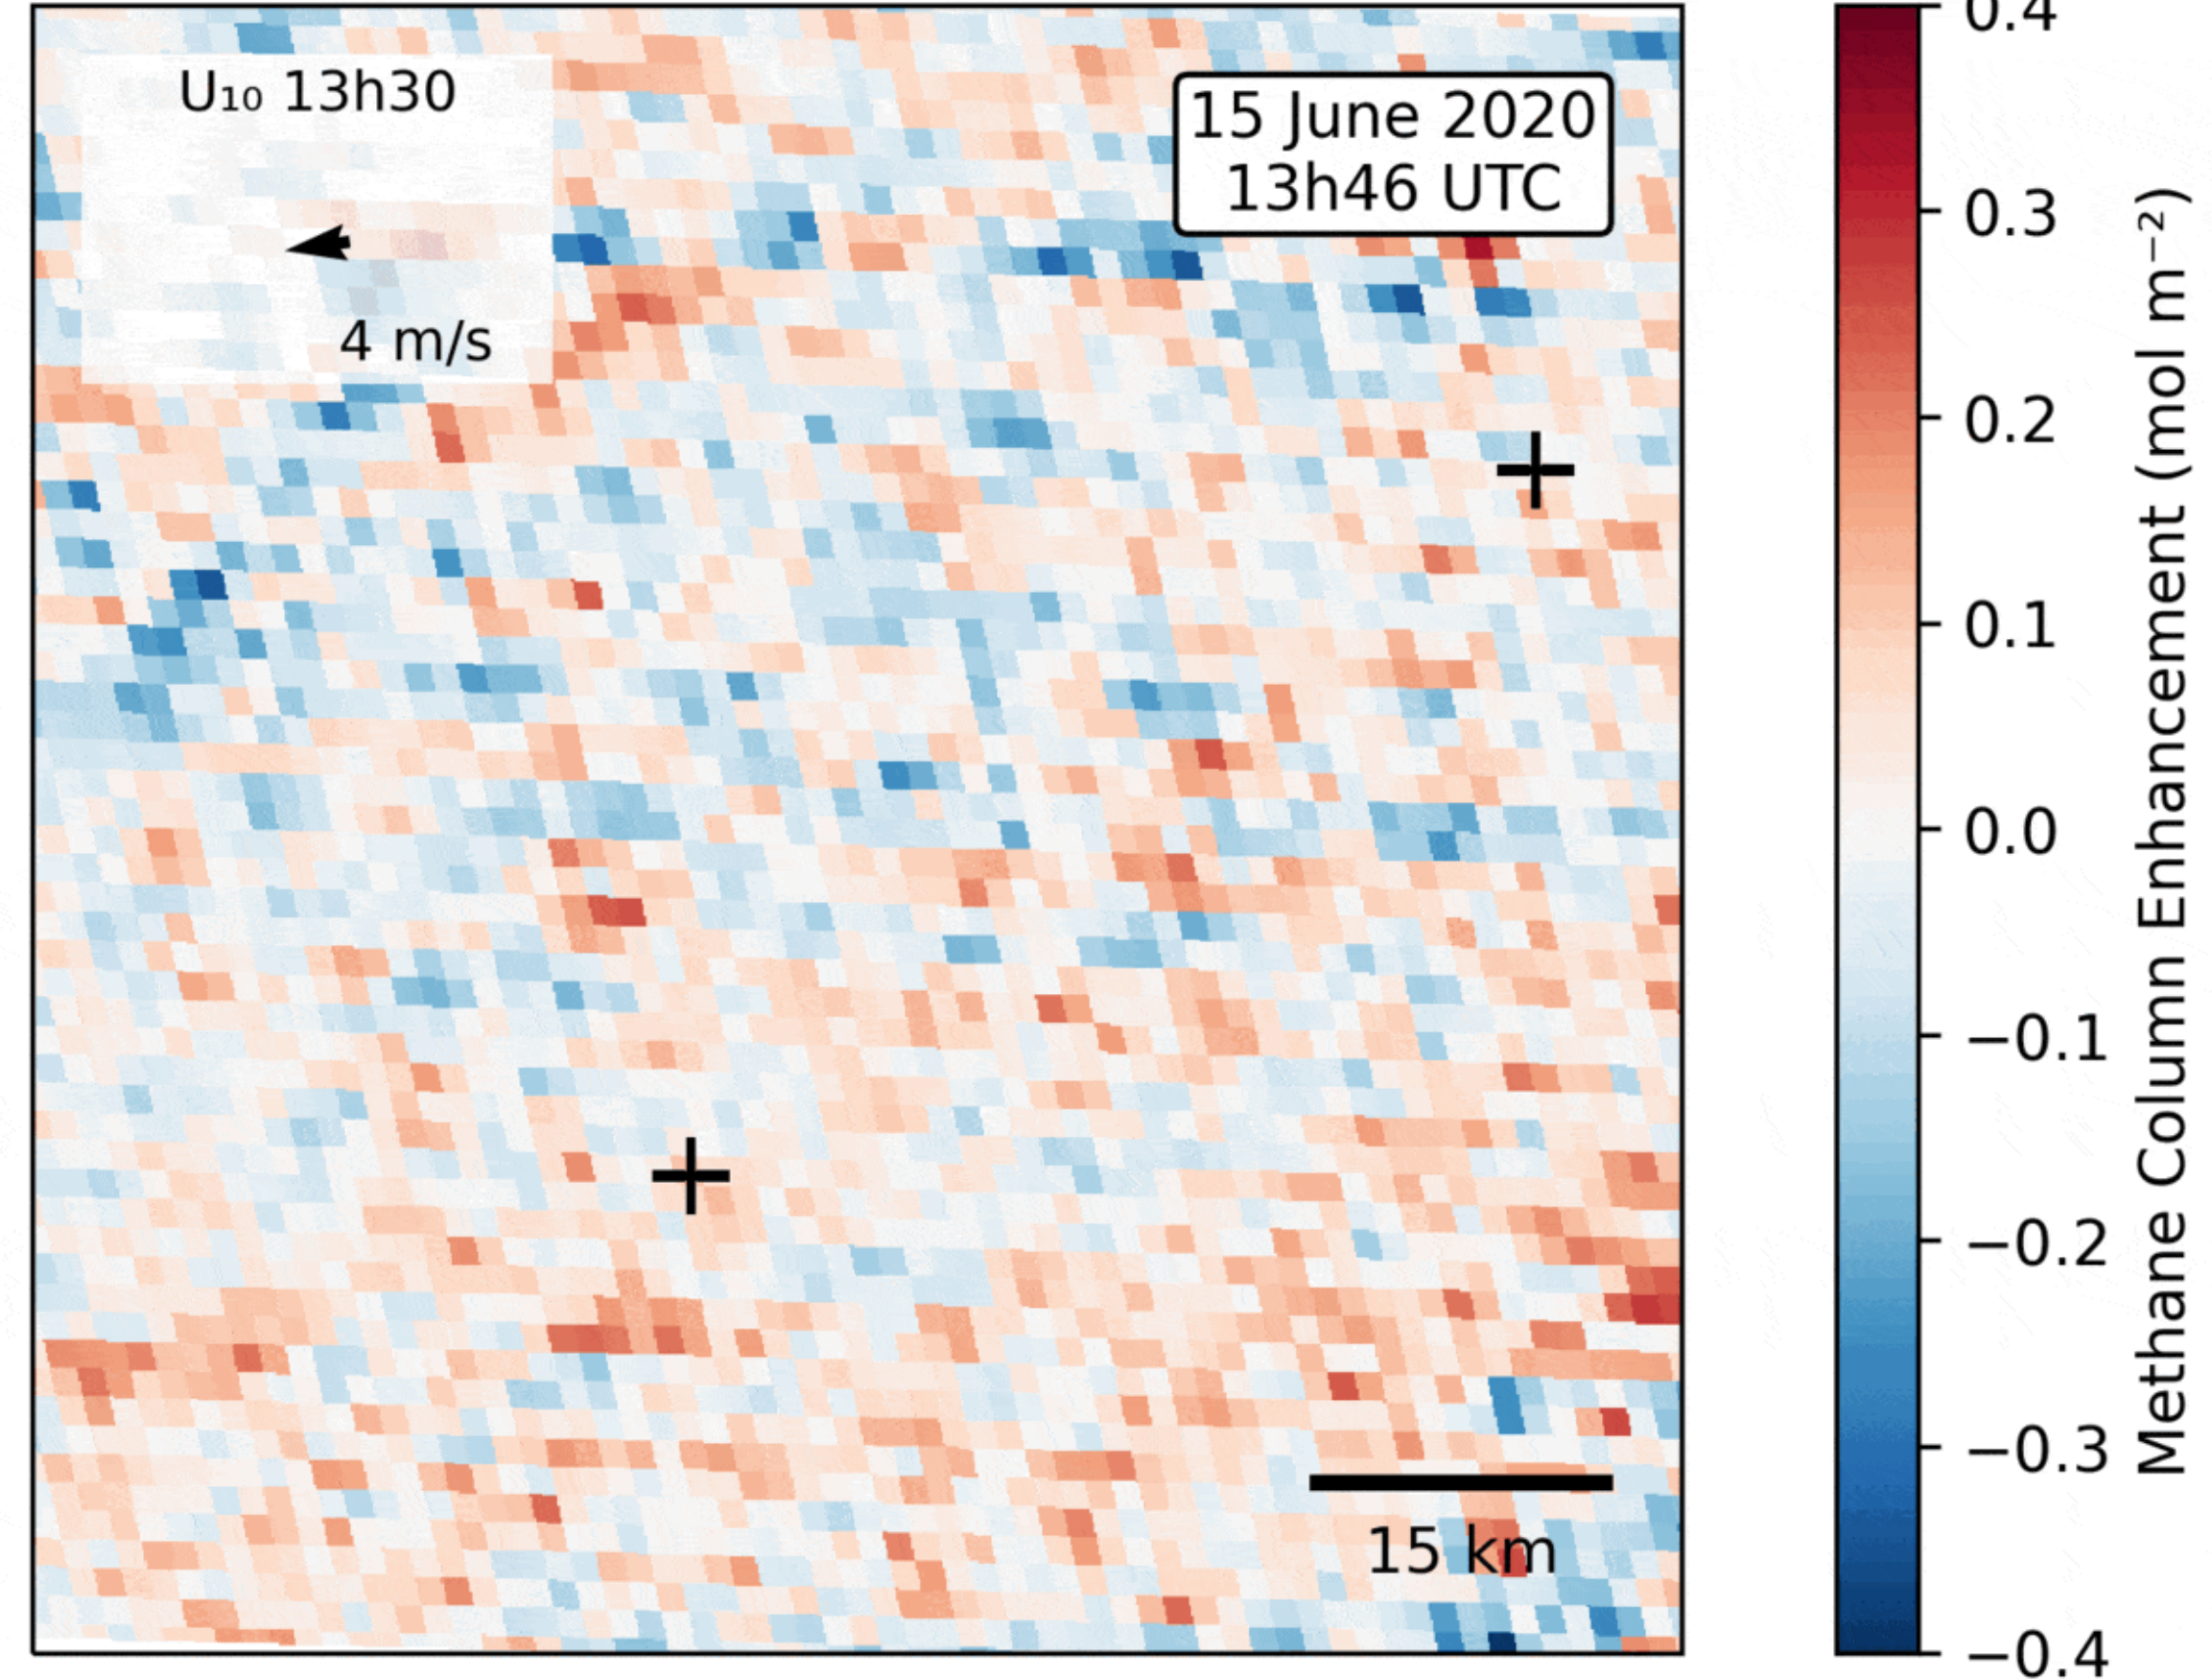 U₁₀ 13h30
4 m/s
15 June 2020
13h46 UTC
15 km
0.4
0.3
0.2
0.1
0.0
−0.1
−0.2
−0.3
−0.4
Methane Column Enhancement (mol m⁻²)